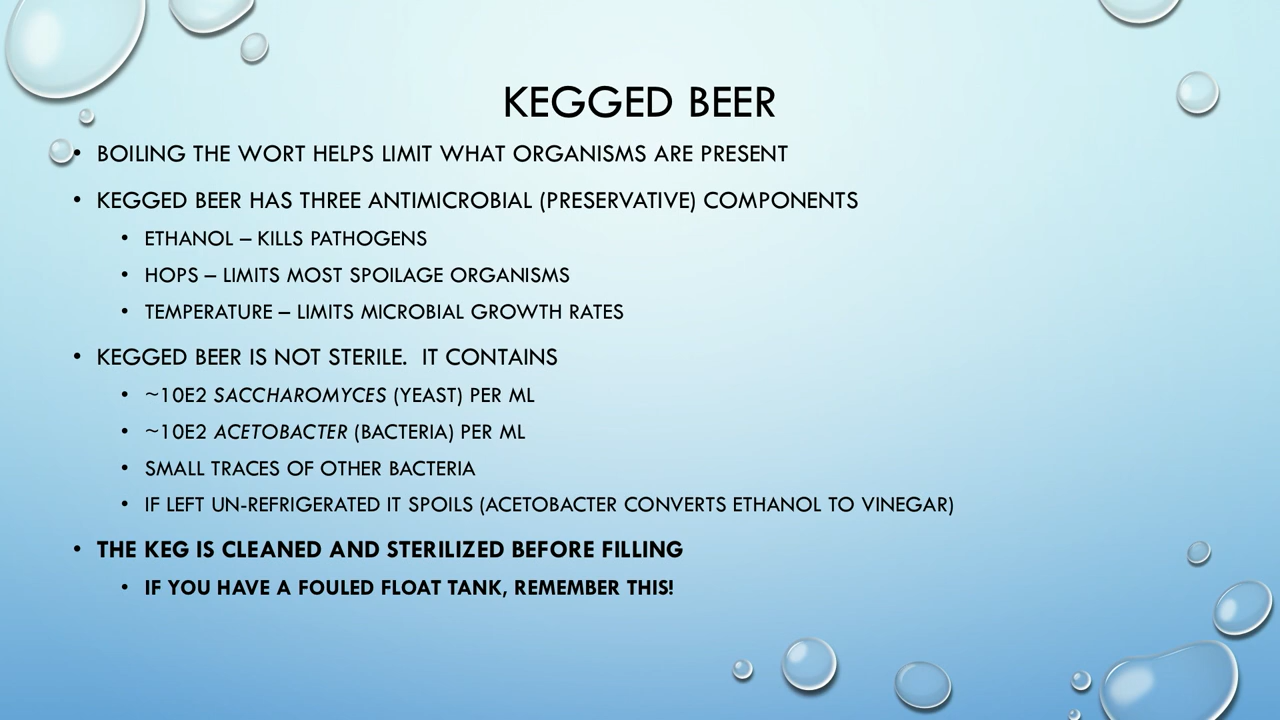 KEGGED BEER
• BOILING THE WORT HELPS LIMIT WHAT ORGANISMS ARE PRESENT
• KEGGED BEER HAS THREE ANTIMICROBIAL (PRESERVATIVE) COMPONENTS
• ETHANOL – KILLS PATHOGENS
• HOPS – LIMITS MOST SPOILAGE ORGANISMS
• TEMPERATURE – LIMITS MICROBIAL GROWTH RATES
• KEGGED BEER IS NOT STERILE.  IT CONTAINS
• ~10E2 SACCHAROMYCES (YEAST) PER ML
• ~10E2 ACETOBACTER (BACTERIA) PER ML
• SMALL TRACES OF OTHER BACTERIA
• IF LEFT UN-REFRIGERATED IT SPOILS (ACETOBACTER CONVERTS ETHANOL TO VINEGAR)
• THE KEG IS CLEANED AND STERILIZED BEFORE FILLING
• IF YOU HAVE A FOULED FLOAT TANK, REMEMBER THIS!